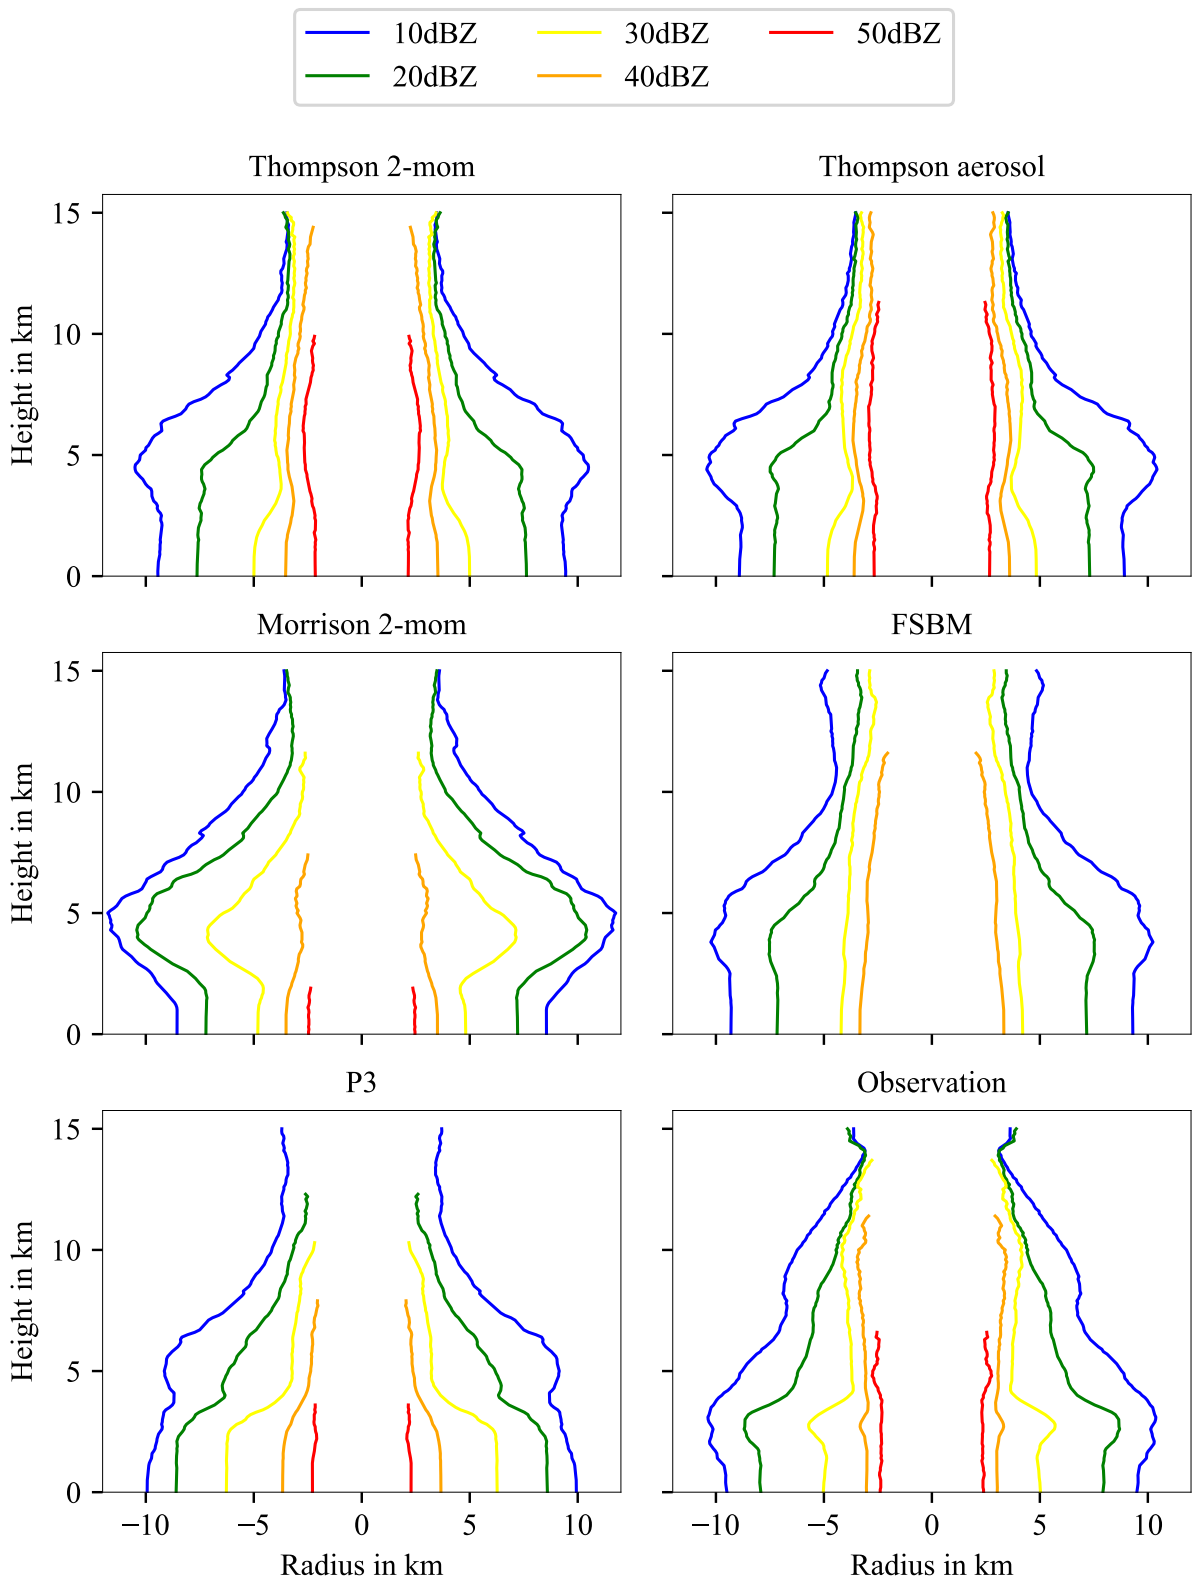 10dBZ 30dBZ 50dBZ
20dBZ 40dBZ
Thompson 2-mom Thompson aerosol
15
10
5
0
Height in km
Morrison 2-mom FSBM
15
10
5
0
Height in km
P3 Observation
15
10
5
0
Height in km
−10 −5 0 5 10 −10 −5 0 5 10
Radius in km Radius in km